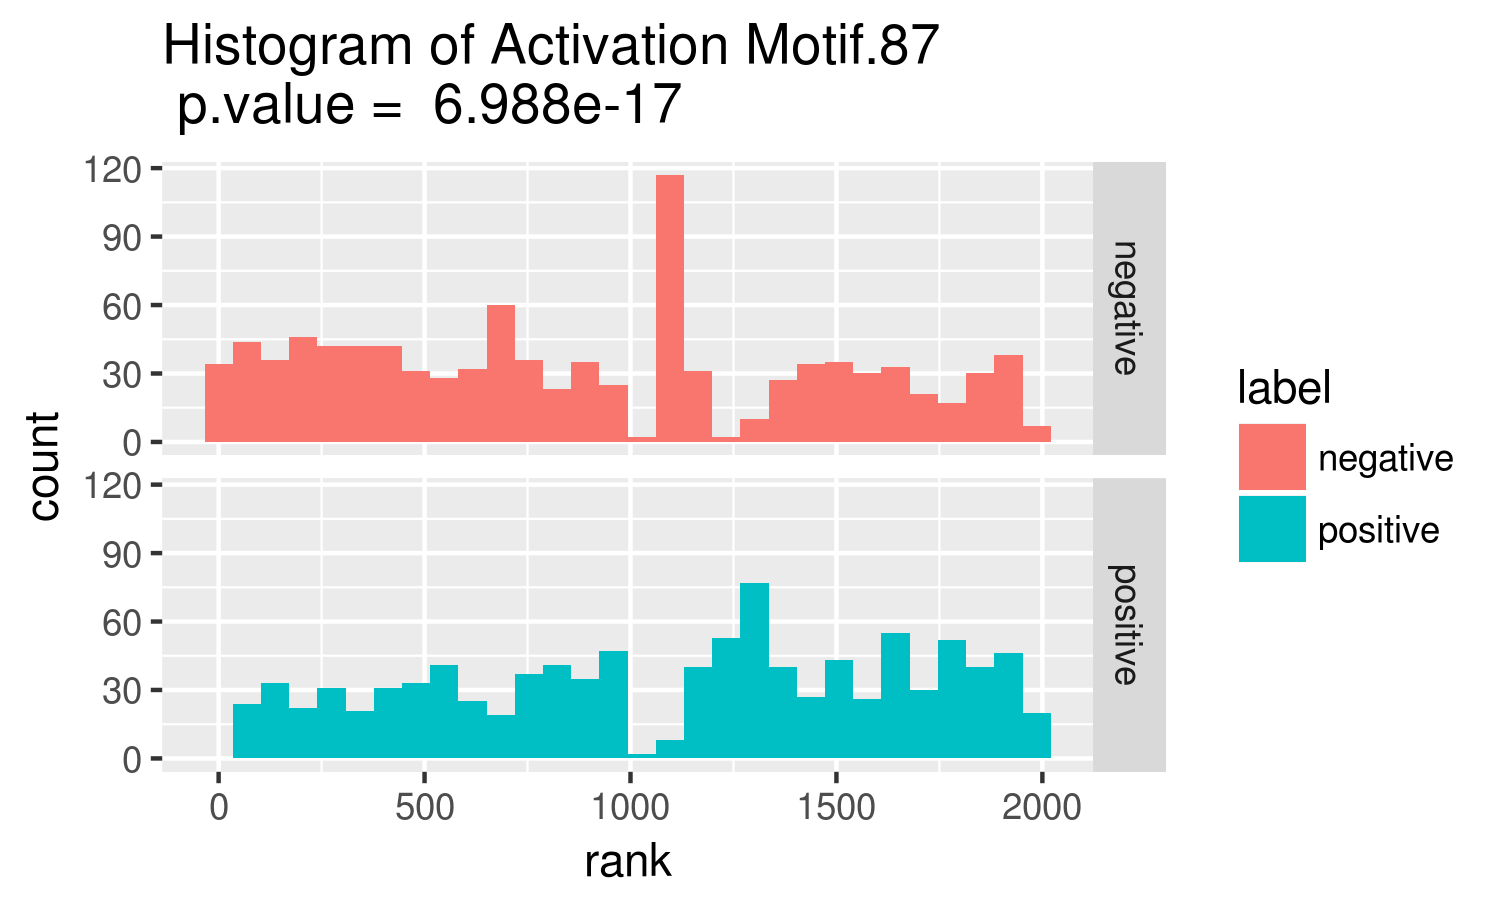 Histogram of Activation Motif.87
p.value = 6.988e-17
120
90
60
30
0
negative
120
90
60
30
0
positive
count
0 500 1000 1500 2000
rank
label
negative
positive